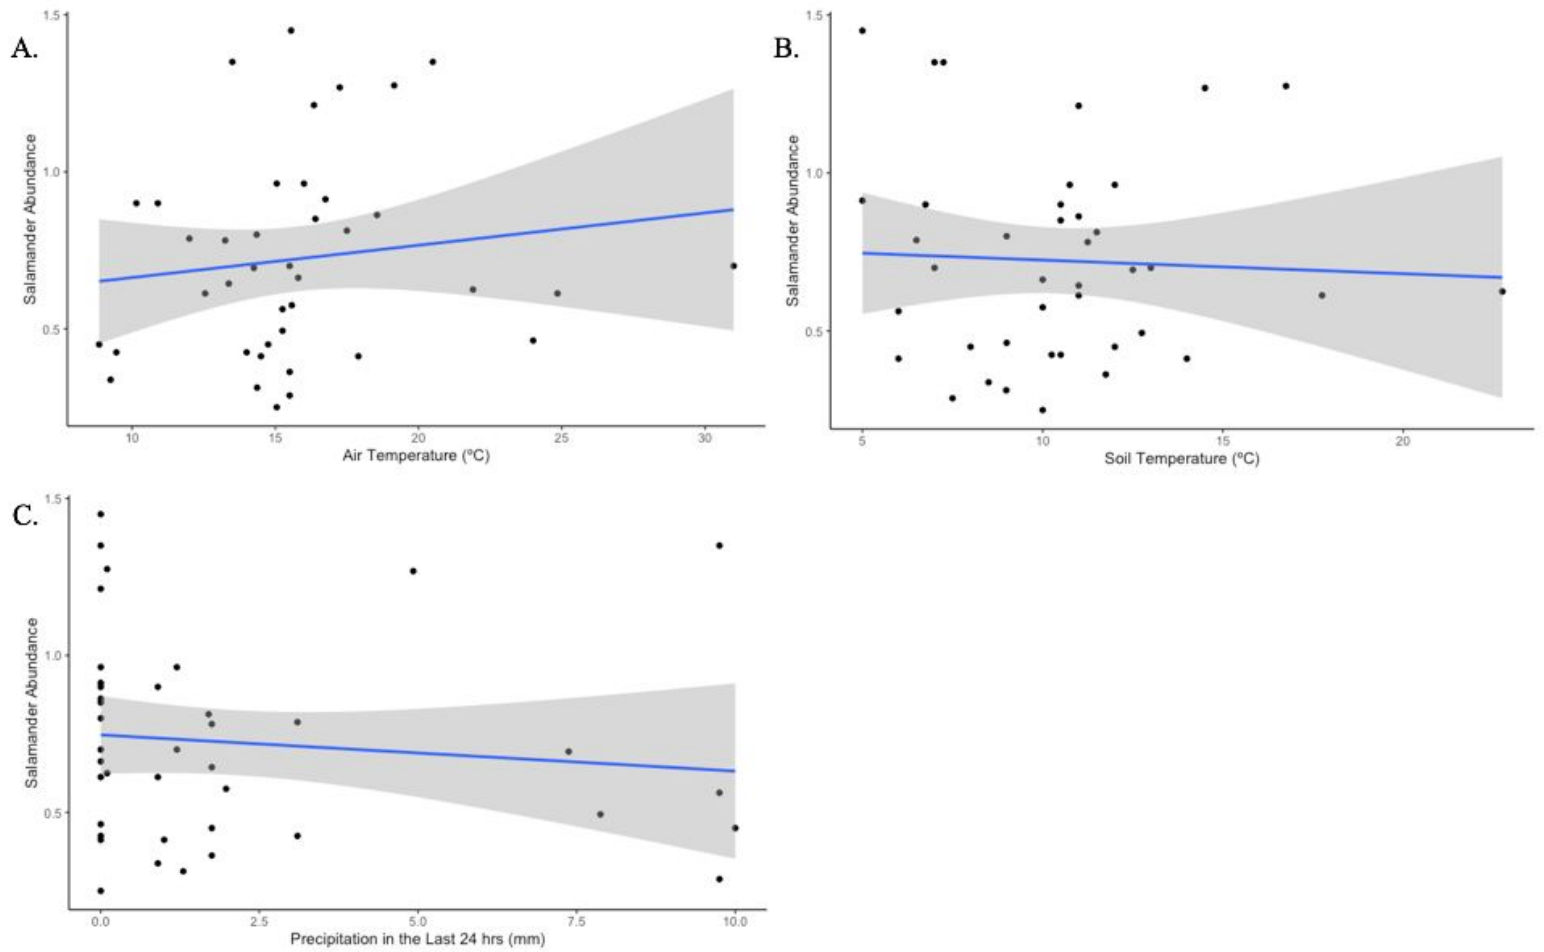 A.
1.5
1.0
0.5
Salamander Abundance
10 15 20 25 30
Air Temperature (ºC)
B.
1.5
1.0
0.5
Salamander Abundance
5 10 15 20
Soil Temperature (ºC)
C.
1.5
1.0
0.5
Salamander Abundance
0.0 2.5 5.0 7.5 10.0
Precipitation in the Last 24 hrs (mm)